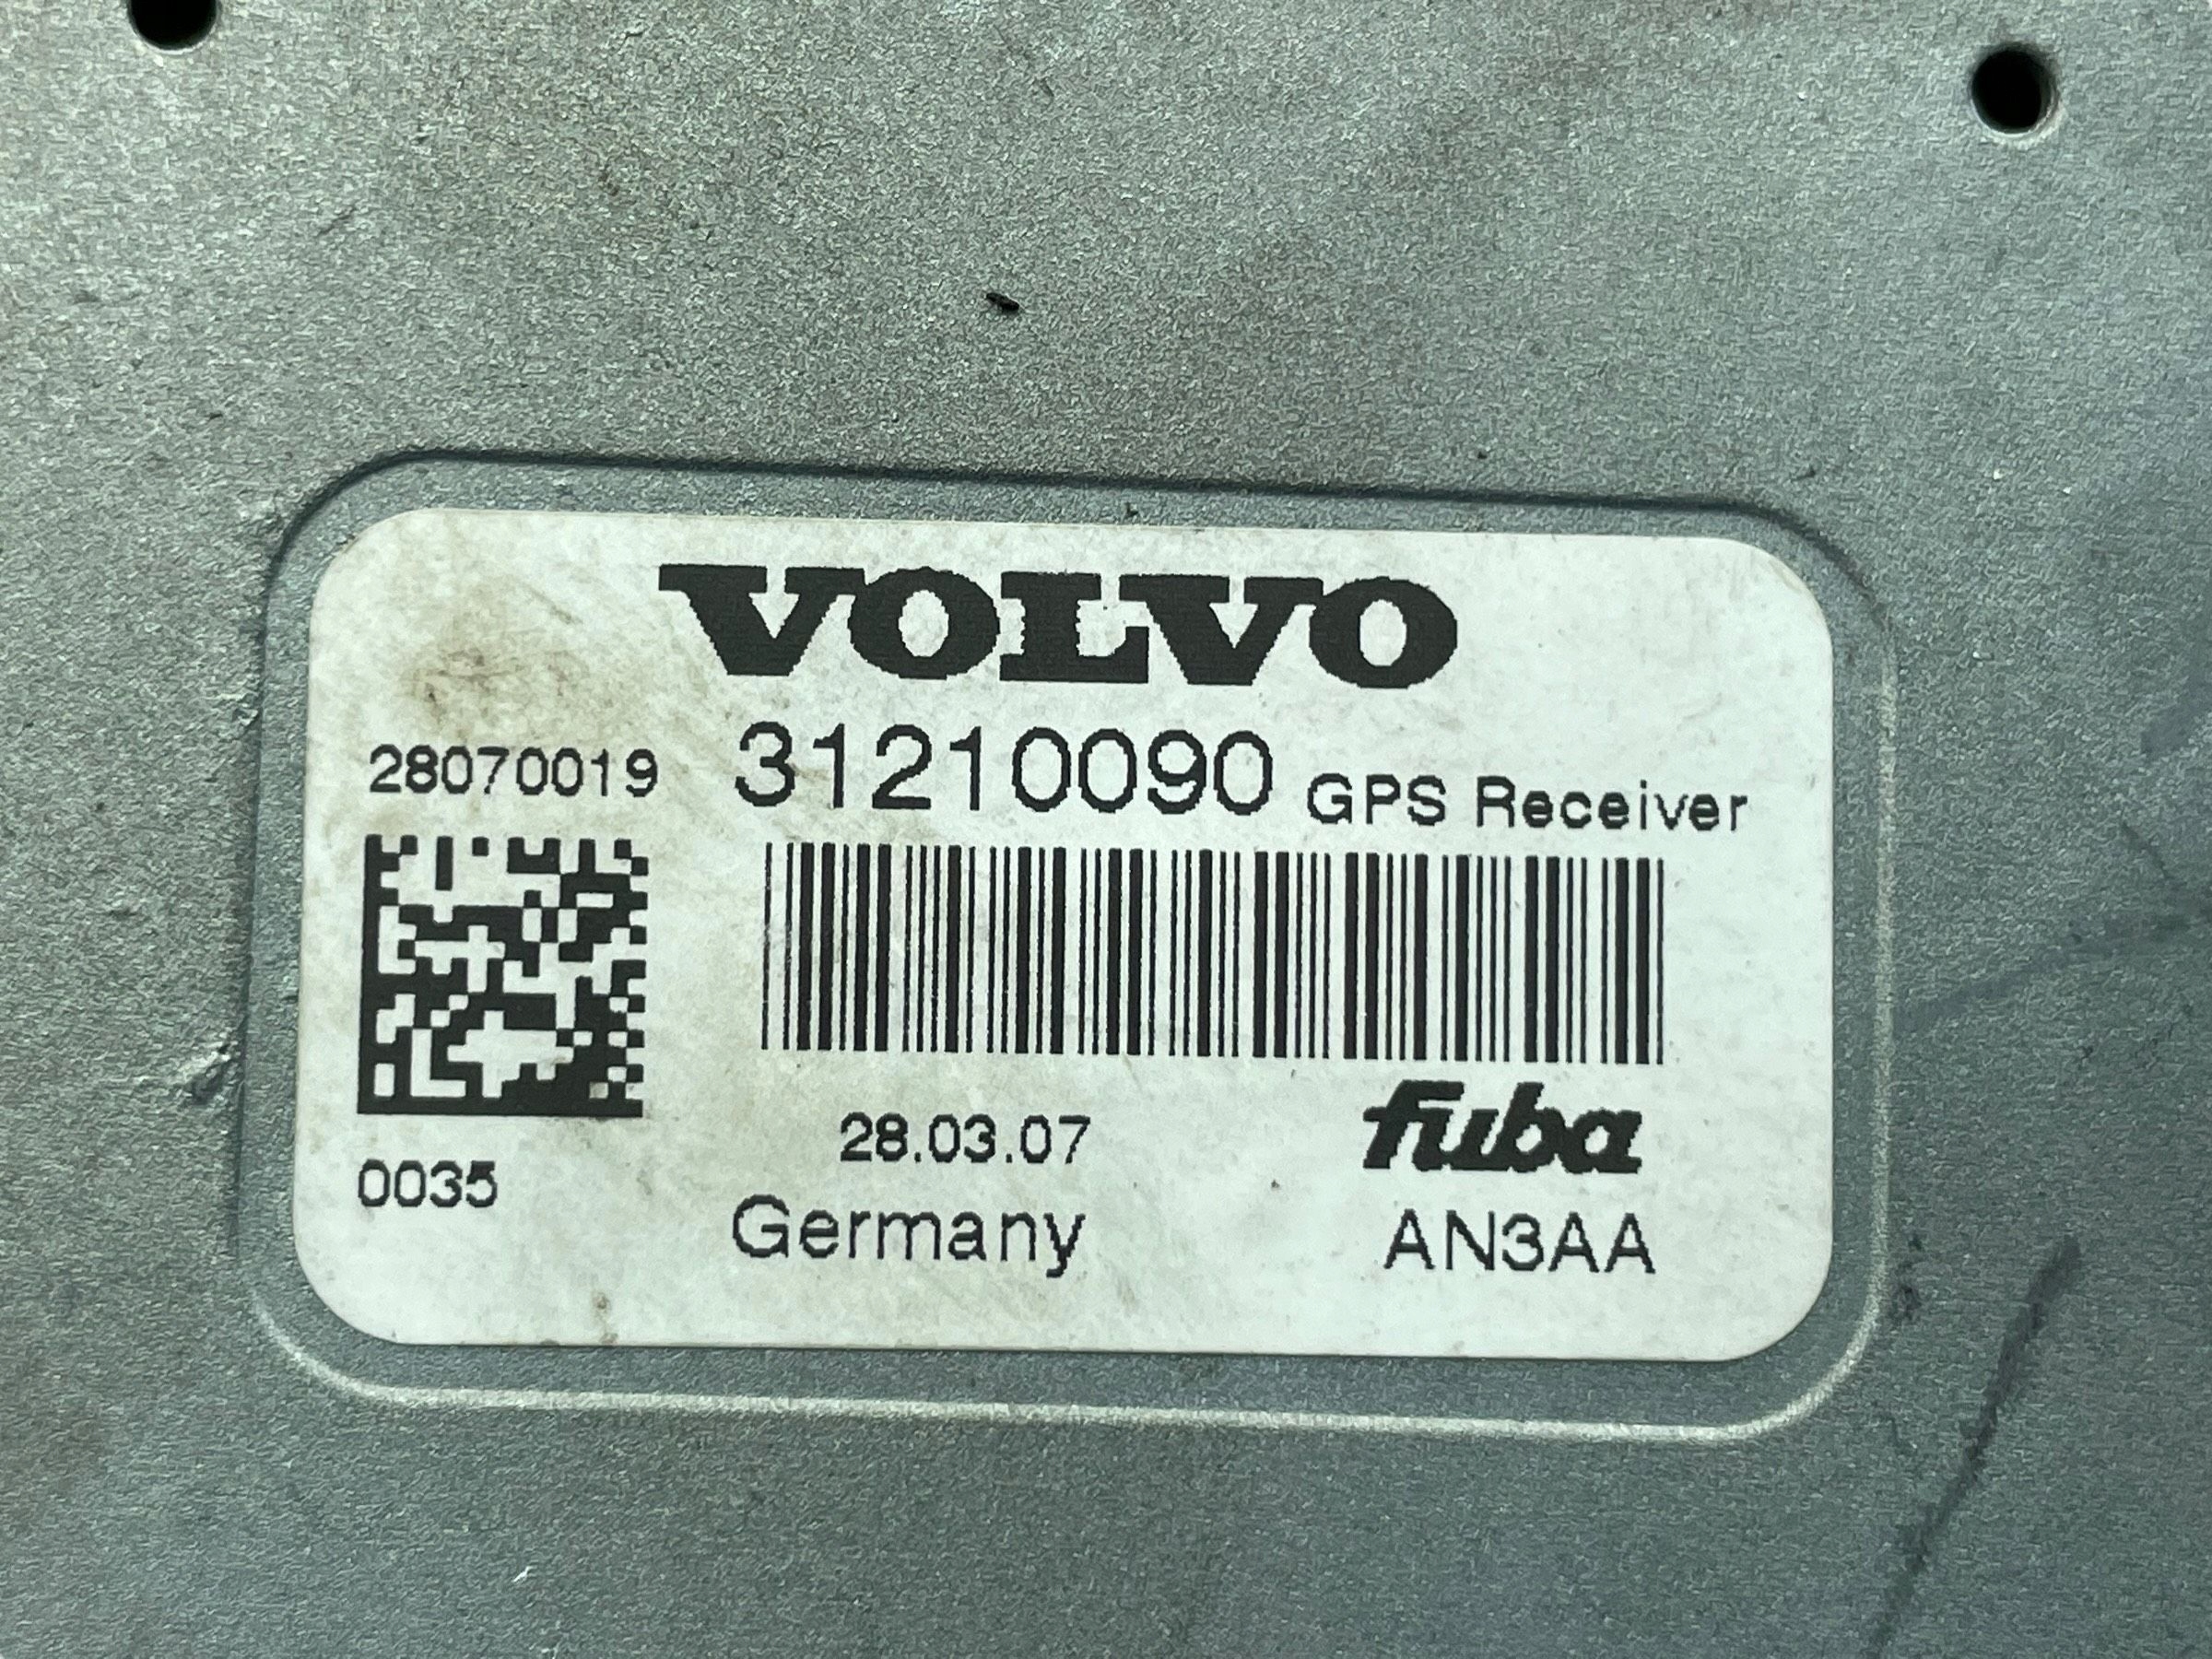 VOLVO
28070019 31210090 GPS Receiver
28.03.07 fuba
0035
Germany AN3AA